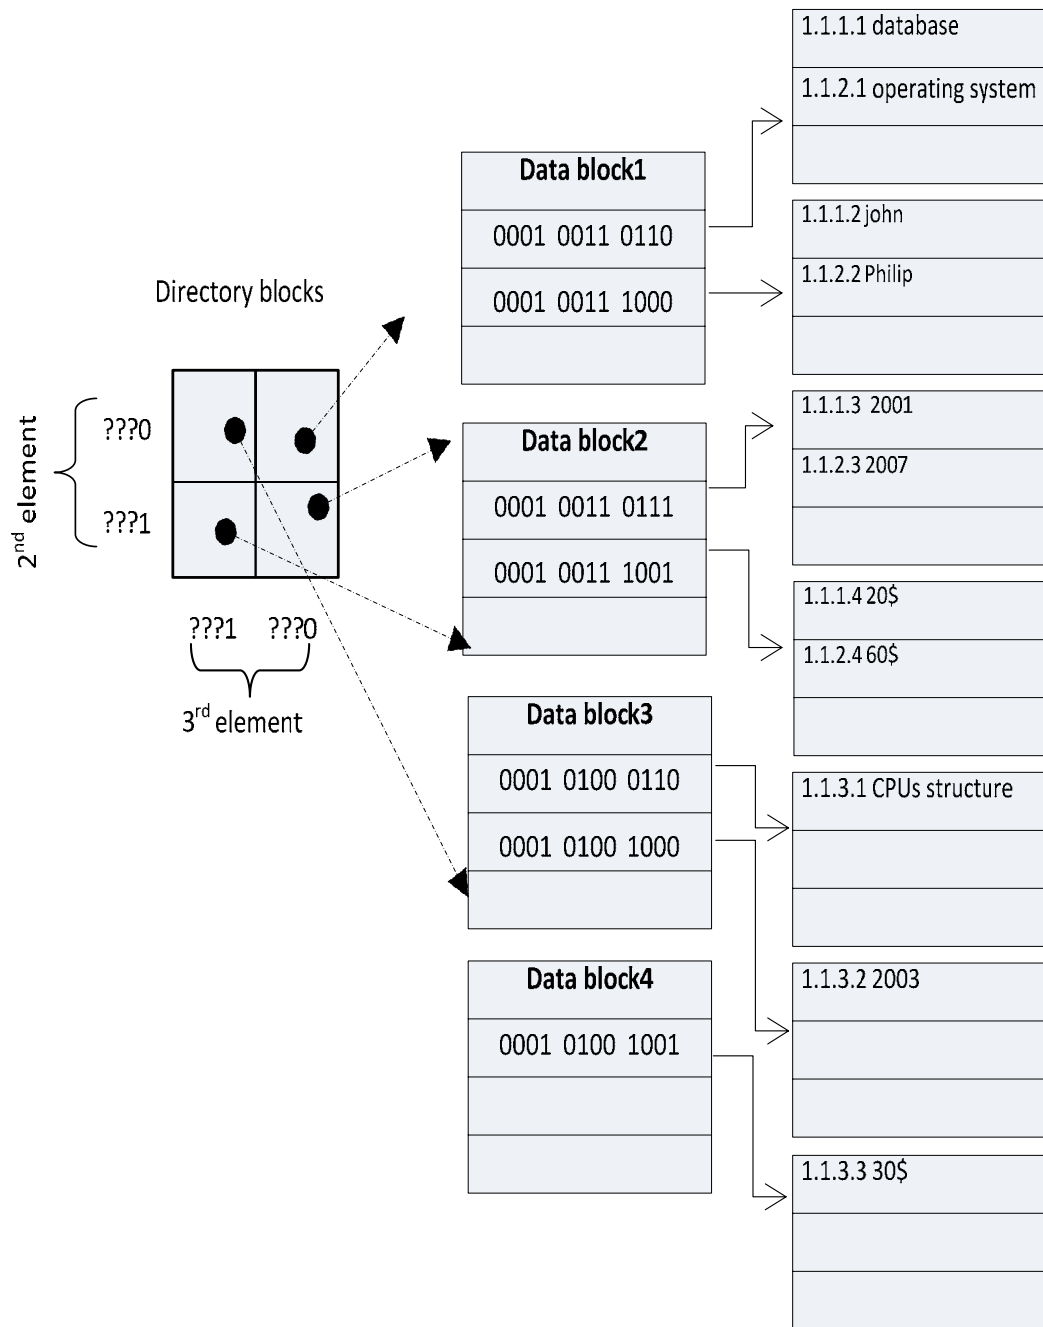 Directory blocks
2nd element
???0
???1
???1 ???0
3rd element
Data block1
0001 0011 0110
0001 0011 1000
Data block2
0001 0011 0111
0001 0011 1001
Data block3
0001 0100 0110
0001 0100 1000
Data block4
0001 0100 1001
1.1.1.1 database
1.1.2.1 operating system
1.1.1.2 john
1.1.2.2 Philip
1.1.1.3 2001
1.1.2.3 2007
1.1.1.4 20$
1.1.2.4 60$
1.1.3.1 CPUs structure
1.1.3.2 2003
1.1.3.3 30$